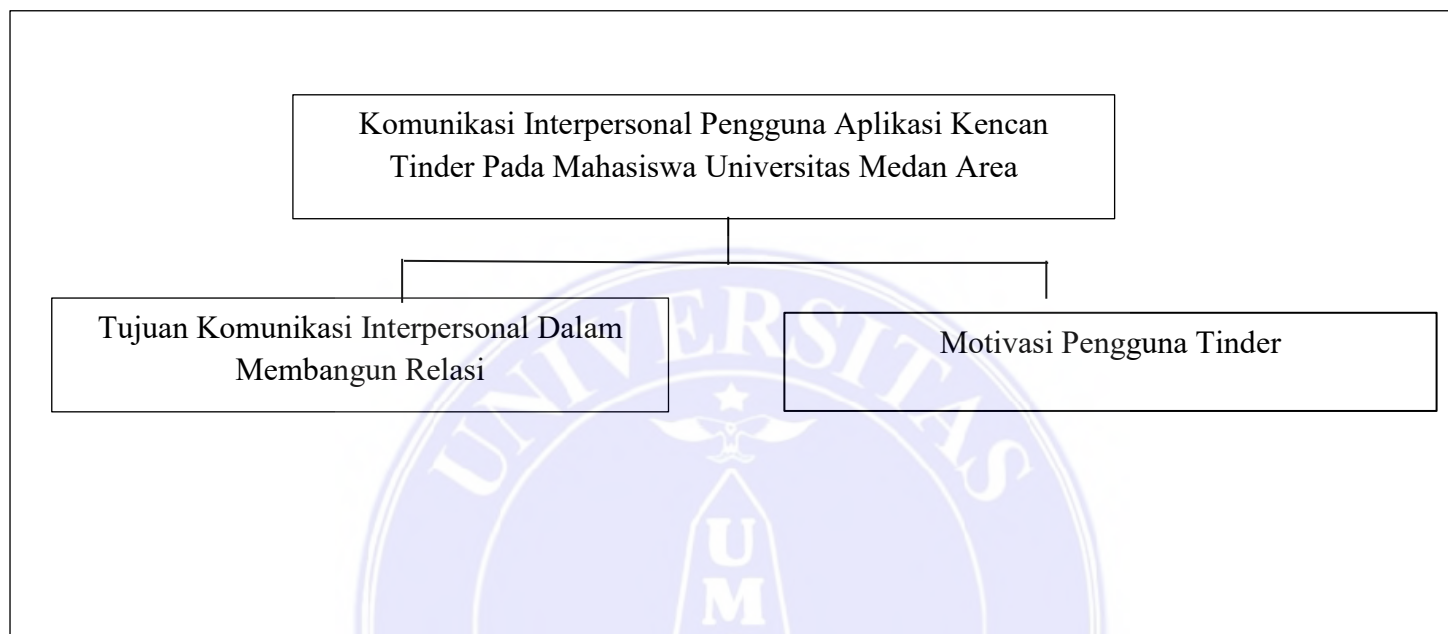 Komunikasi Interpersonal Pengguna Aplikasi Kencan
Tinder Pada Mahasiswa Universitas Medan Area
Tujuan Komunikasi Interpersonal Dalam
Membangun Relasi
Motivasi Pengguna Tinder
UNIVERSITAS
U
M